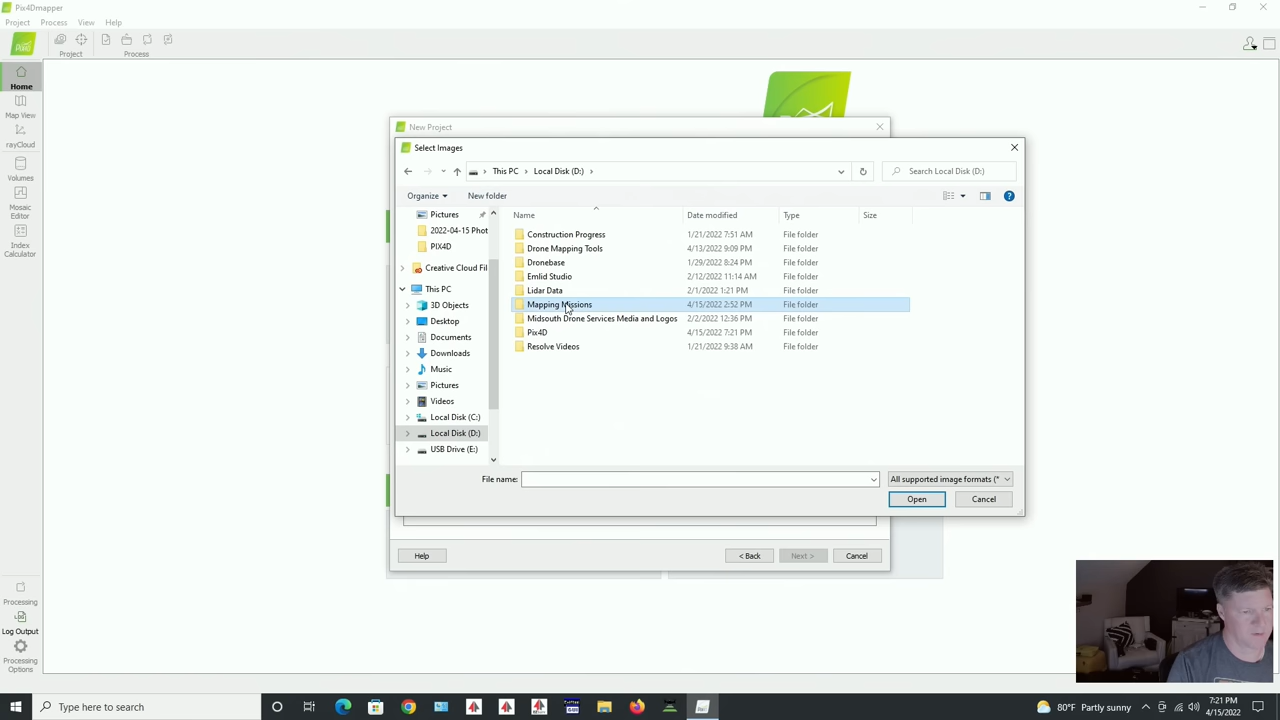 Pix4Dmapper
Project Process View Help
Project Process
Home
Map View
rayCloud
Volumes
Mosaic
Editor
Index
Calculator
Processing
Log Output
Processing
Options
New Project
Select Images
This PC > Local Disk (D:) >
Search Local Disk (D:)
Organize New folder
Pictures
2022-04-15 Phot
PIX4D
Creative Cloud Fil
This PC
3D Objects
Desktop
Documents
Downloads
Music
Pictures
Videos
Local Disk (C:)
Local Disk (D:)
USB Drive (E:)
Name Date modified Type Size
Construction Progress 1/21/2022 7:51 AM File folder
Drone Mapping Tools 4/13/2022 9:09 PM File folder
Dronebase 1/29/2022 8:24 PM File folder
Emlid Studio 2/12/2022 11:14 AM File folder
Lidar Data 2/1/2022 1:21 PM File folder
Mapping Missions 4/15/2022 2:52 PM File folder
Midsouth Drone Services Media and Logos 2/2/2022 12:36 PM File folder
Pix4D 4/15/2022 7:21 PM File folder
Resolve Videos 1/21/2022 9:38 AM File folder
File name: All supported image formats (*
Open Cancel
Help < Back Next > Cancel
Type here to search
80°F Partly sunny
7:21 PM
4/15/2022